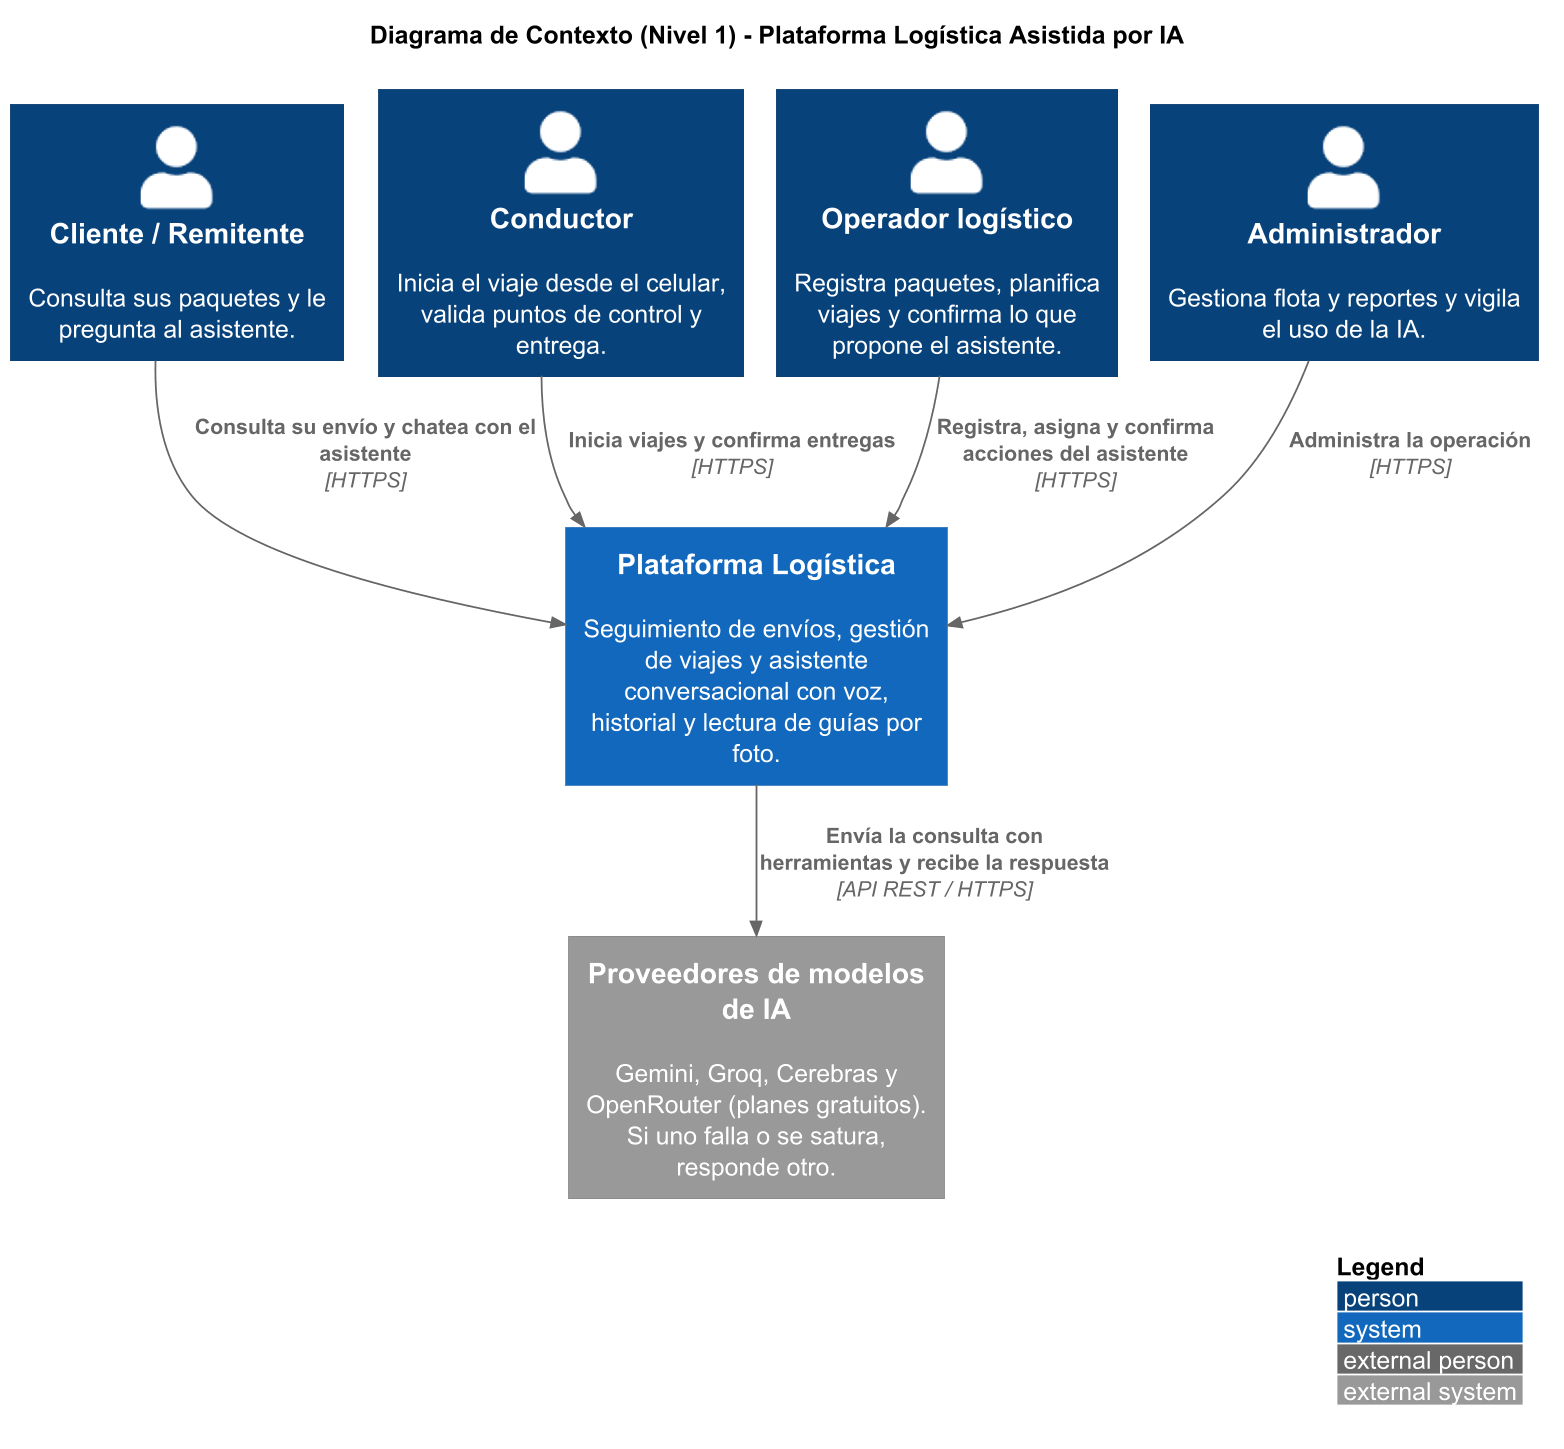 Diagrama de Contexto (Nivel 1) - Plataforma Logística Asistida por IA
Cliente / Remitente
Consulta sus paquetes y le
pregunta al asistente.
Conductor
Inicia el viaje desde el celular,
valida puntos de control y
entrega.
Operador logístico
Registra paquetes, planifica
viajes y confirma lo que
propone el asistente.
Administrador
Gestiona flota y reportes y vigila
el uso de la IA.
Consulta su envío y chatea con el
asistente
[HTTPS]
Inicia viajes y confirma entregas
[HTTPS]
Registra, asigna y confirma
acciones del asistente
[HTTPS]
Administra la operación
[HTTPS]
Plataforma Logística
Seguimiento de envíos, gestión
de viajes y asistente
conversacional con voz,
historial y lectura de guías por
foto.
Envía la consulta con
herramientas y recibe la respuesta
[API REST / HTTPS]
Proveedores de modelos
de IA
Gemini, Groq, Cerebras y
OpenRouter (planes gratuitos).
Si uno falla o se satura,
responde otro.
Legend
person
system
external person
external system